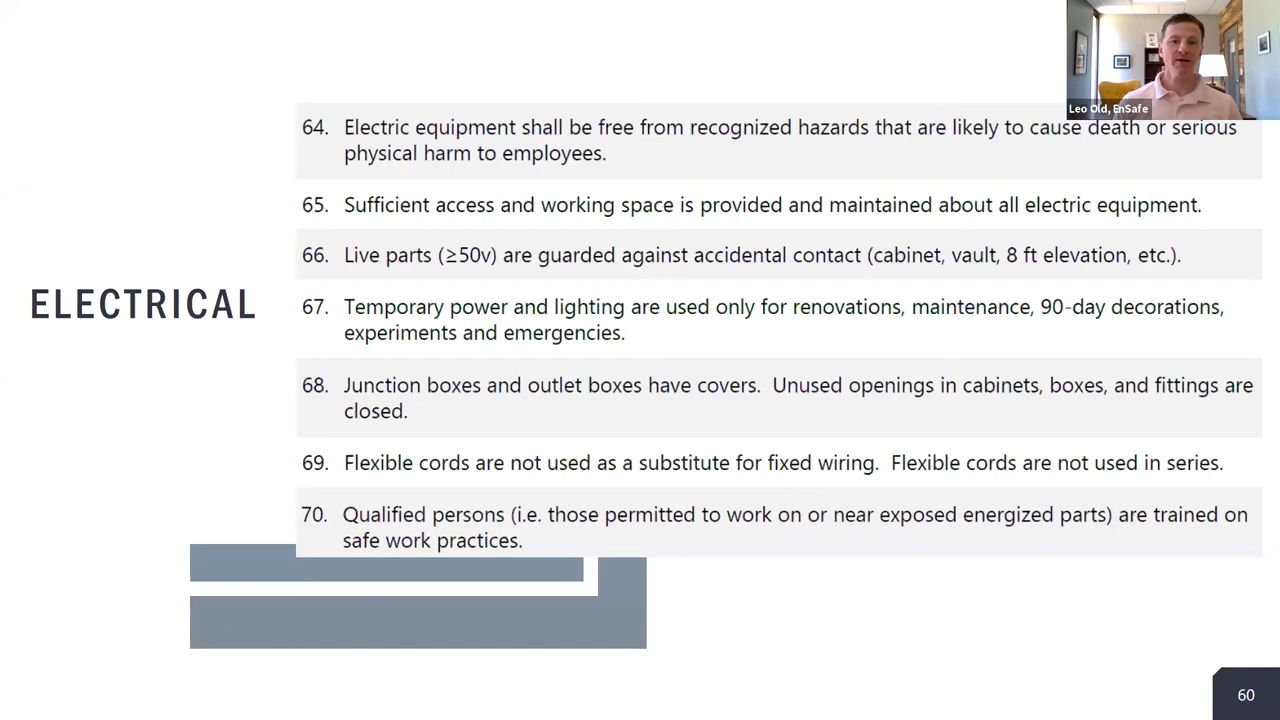 Leo Old, EnSafe
ELECTRICAL
64. Electric equipment shall be free from recognized hazards that are likely to cause death or serious
physical harm to employees.
65. Sufficient access and working space is provided and maintained about all electric equipment.
66. Live parts (≥50v) are guarded against accidental contact (cabinet, vault, 8 ft elevation, etc.).
67. Temporary power and lighting are used only for renovations, maintenance, 90-day decorations,
experiments and emergencies.
68. Junction boxes and outlet boxes have covers.  Unused openings in cabinets, boxes, and fittings are
closed.
69. Flexible cords are not used as a substitute for fixed wiring.  Flexible cords are not used in series.
70. Qualified persons (i.e. those permitted to work on or near exposed energized parts) are trained on
safe work practices.
60